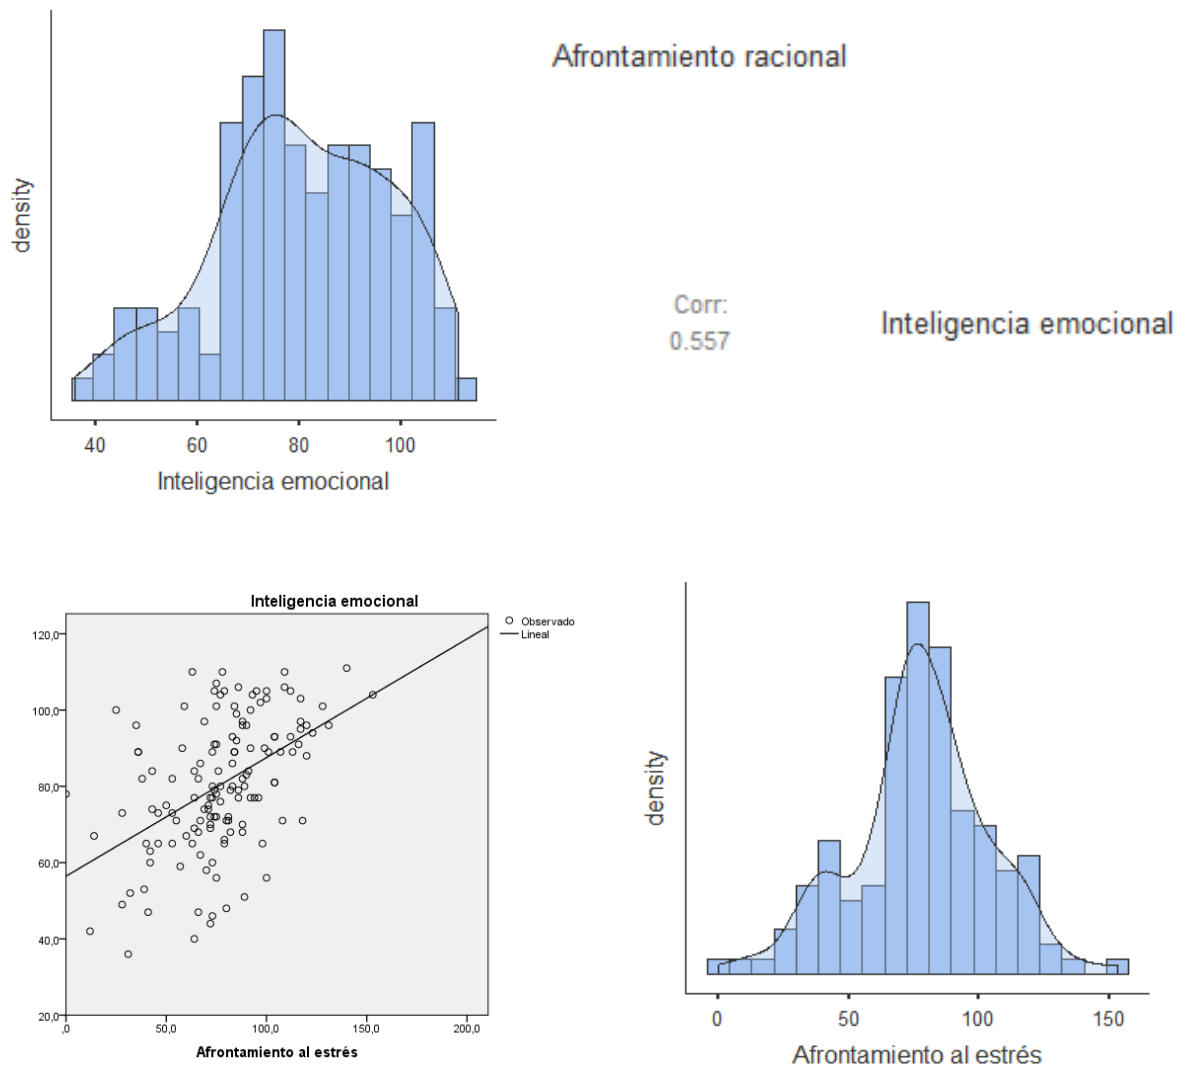 Afrontamiento racional
density
40 60 80 100
Inteligencia emocional
Corr:
0.557
Inteligencia emocional
Inteligencia emocional
Observado
Lineal
120,0
100,0
80,0
60,0
40,0
20,0
,0 50,0 100,0 150,0 200,0
Afrontamiento al estrés
density
0 50 100 150
Afrontamiento al estrés